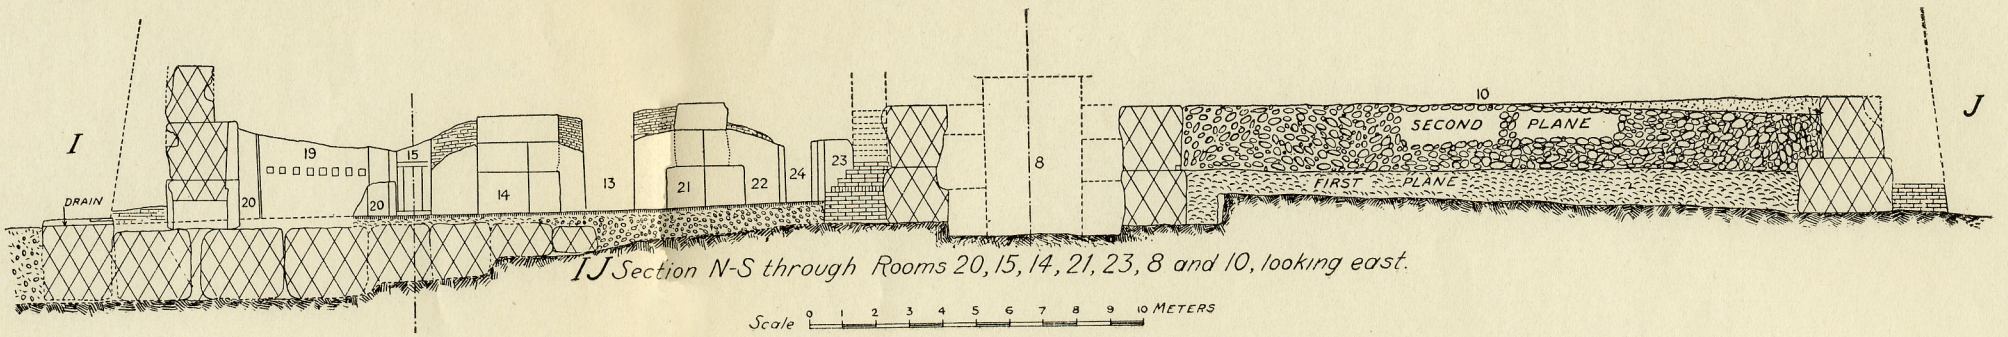 I
DRAIN
20
19
20
15
14
13
21
22
24
23
8
10
SECOND PLANE
FIRST PLANE
J
IJ Section N-S through Rooms 20, 15, 14, 21, 23, 8 and 10, looking east.
Scale 0 1 2 3 4 5 6 7 8 9 10 METERS